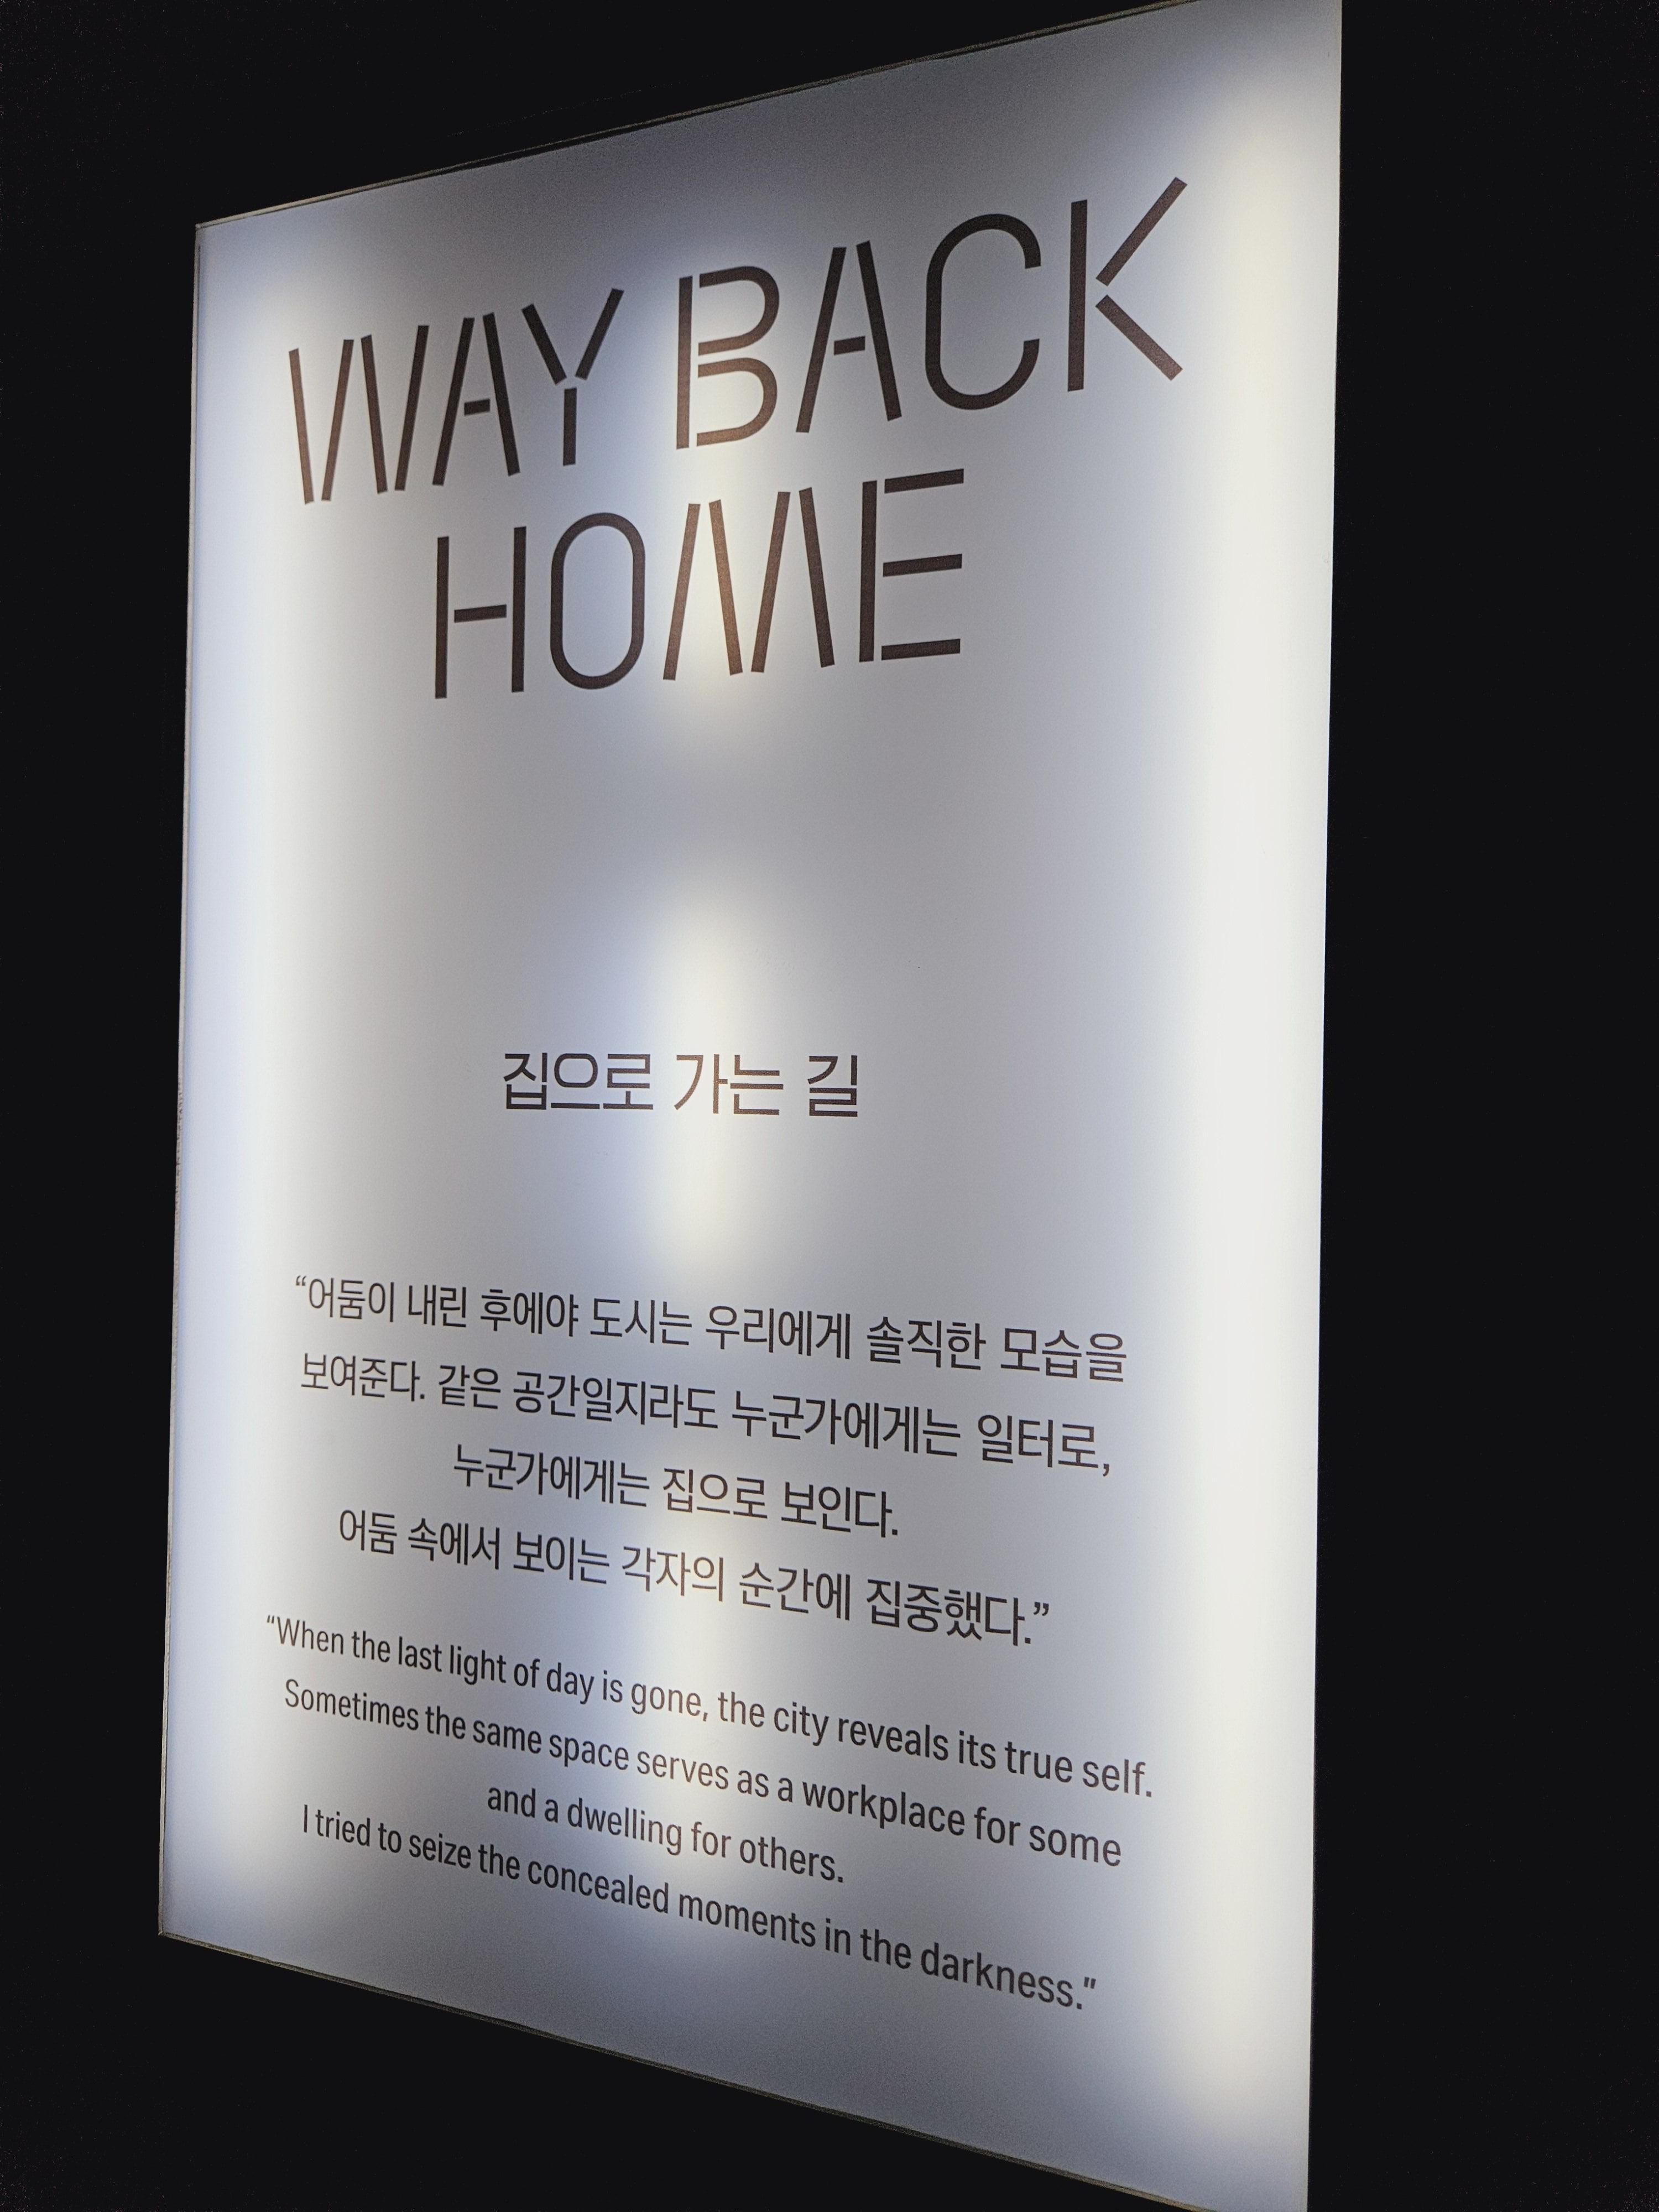 WAY BACK
HOME
집으로 가는 길
“어둠이 내린 후에야 도시는 우리에게 솔직한 모습을
보여준다. 같은 공간일지라도 누군가에게는 일터로,
누군가에게는 집으로 보인다.
어둠 속에서 보이는 각자의 순간에 집중했다.”
“When the last light of day is gone, the city reveals its true self.
Sometimes the same space serves as a workplace for some
and a dwelling for others.
I tried to seize the concealed moments in the darkness.”